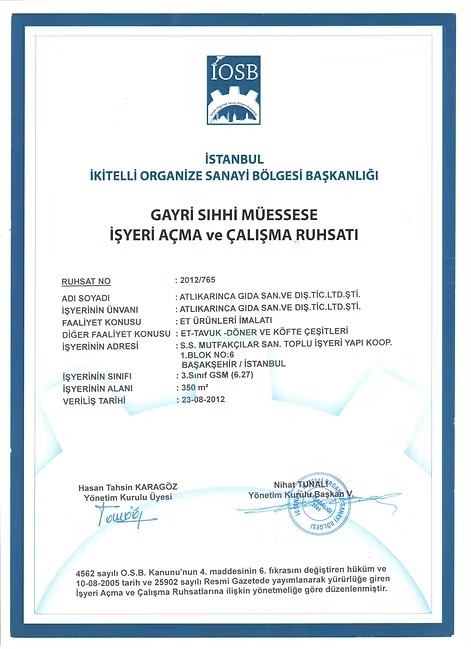 İOSB
İSTANBUL
İKİTELLİ ORGANİZE SANAYİ BÖLGESİ BAŞKANLIĞI
GAYRİ SIHHİ MÜESSESE
İŞYERİ AÇMA ve ÇALIŞMA RUHSATI
RUHSAT NO : 2012/765
ADI SOYADI : ATLIKARINCA GIDA SAN.VE DIŞ.TİC.LTD.ŞTİ.
İŞYERİNİN ÜNVANI : ATLIKARINCA GIDA SAN.VE DIŞ.TİC.LTD.ŞTİ.
FAALİYET KONUSU : ET ÜRÜNLERİ İMALATI
DİĞER FAALİYET KONUSU : ET-TAVUK -DÖNER VE KÖFTE ÇEŞİTLERİ
İŞYERİNİN ADRESİ : S.S. MUTFAKÇILAR SAN. TOPLU İŞYERİ YAPI KOOP.
1.BLOK NO:6
BAŞAKŞEHİR / İSTANBUL
İŞYERİNİN SINIFI : 3.Sınıf GSM (6.27)
İŞYERİNİN ALANI : 350 m²
VERİLİŞ TARİHİ : 23-08-2012
Hasan Tahsin KARAGÖZ
Yönetim Kurulu Üyesi
Nihat TUNALI
Yönetim Kurulu Başkan V.
4562 sayılı O.S.B. Kanunu'nun 4. maddesinin 6. fıkrasını değiştiren hüküm ve
10-08-2005 tarih ve 25902 sayılı Resmi Gazetede yayımlanarak yürürlüğe giren
İşyeri Açma ve Çalışma Ruhsatlarına ilişkin yönetmeliğe göre düzenlenmiştir.